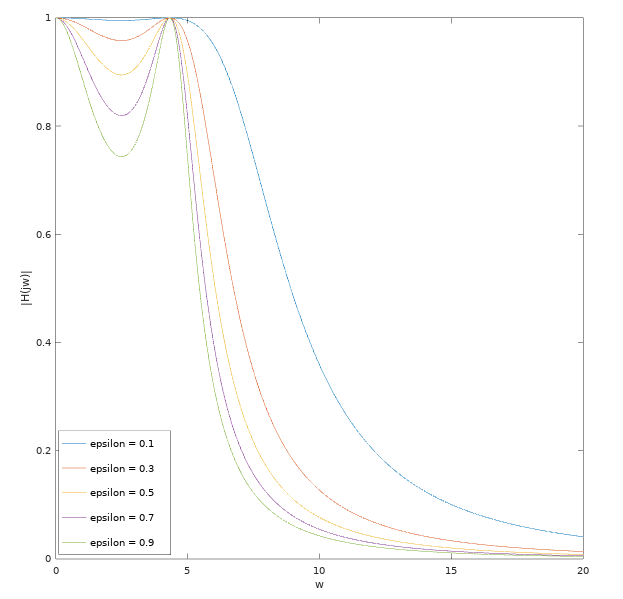 1
0.8
0.6
|H(jw)|
0.4
0.2
0
epsilon = 0.1
epsilon = 0.3
epsilon = 0.5
epsilon = 0.7
epsilon = 0.9
0 5 10 15 20
w